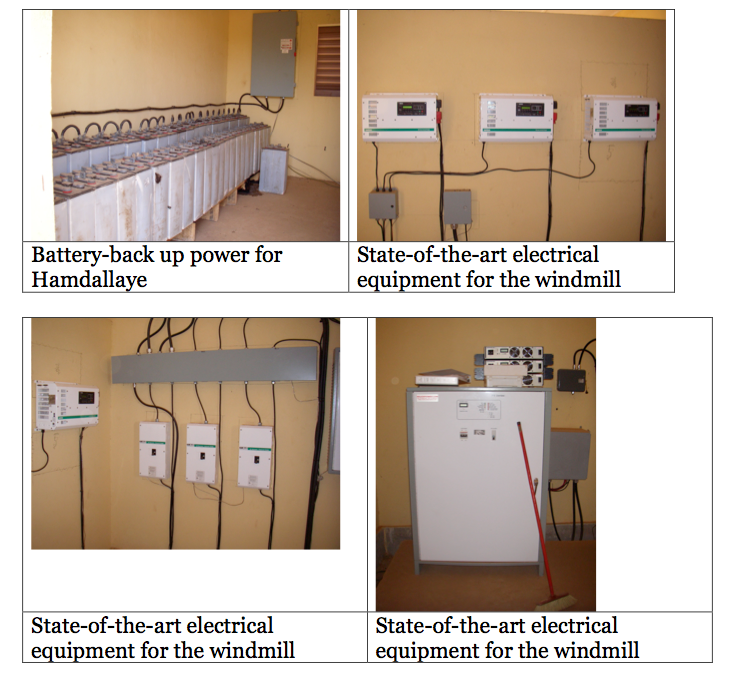 Battery-back up power for
Hamdallaye
State-of-the-art electrical
equipment for the windmill
State-of-the-art electrical
equipment for the windmill
State-of-the-art electrical
equipment for the windmill